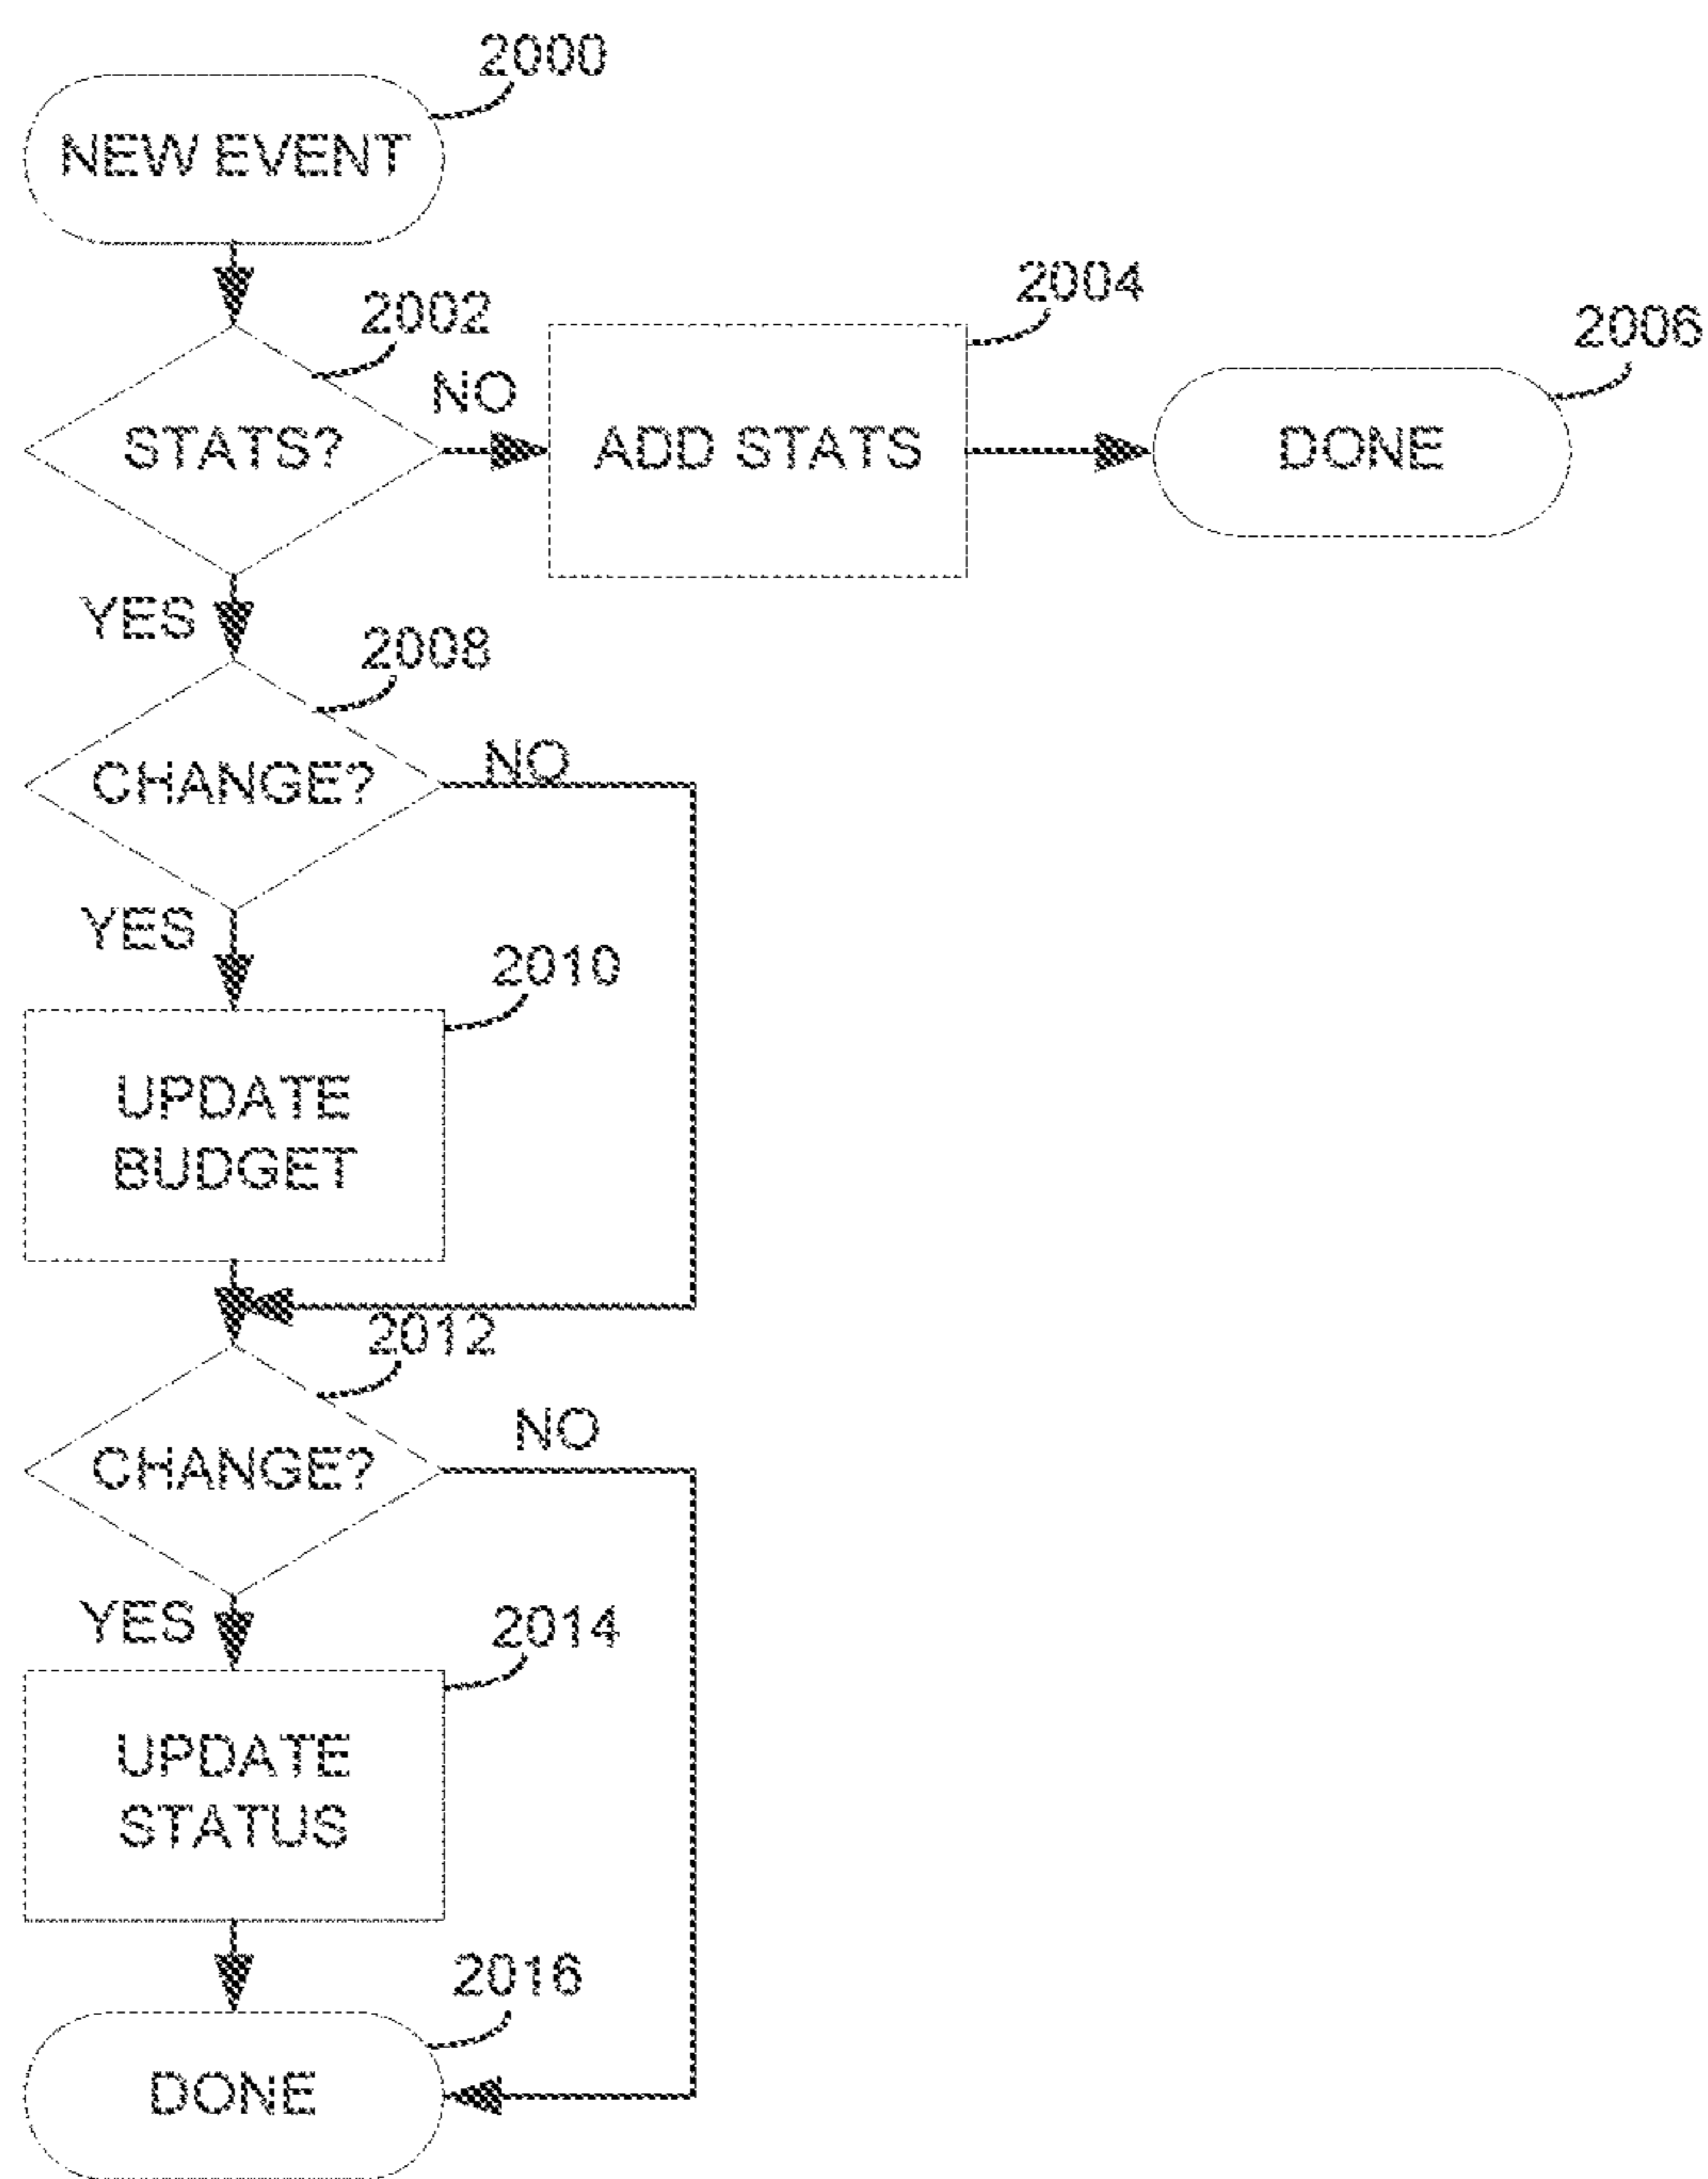 2000
NEW EVENT
2002
2004
2006
NO
STATS?
ADD STATS
DONE
YES
2008
NO
CHANGE?
YES
2010
UPDATE
BUDGET
2012
NO
CHANGE?
YES
2014
UPDATE
STATUS
2016
DONE